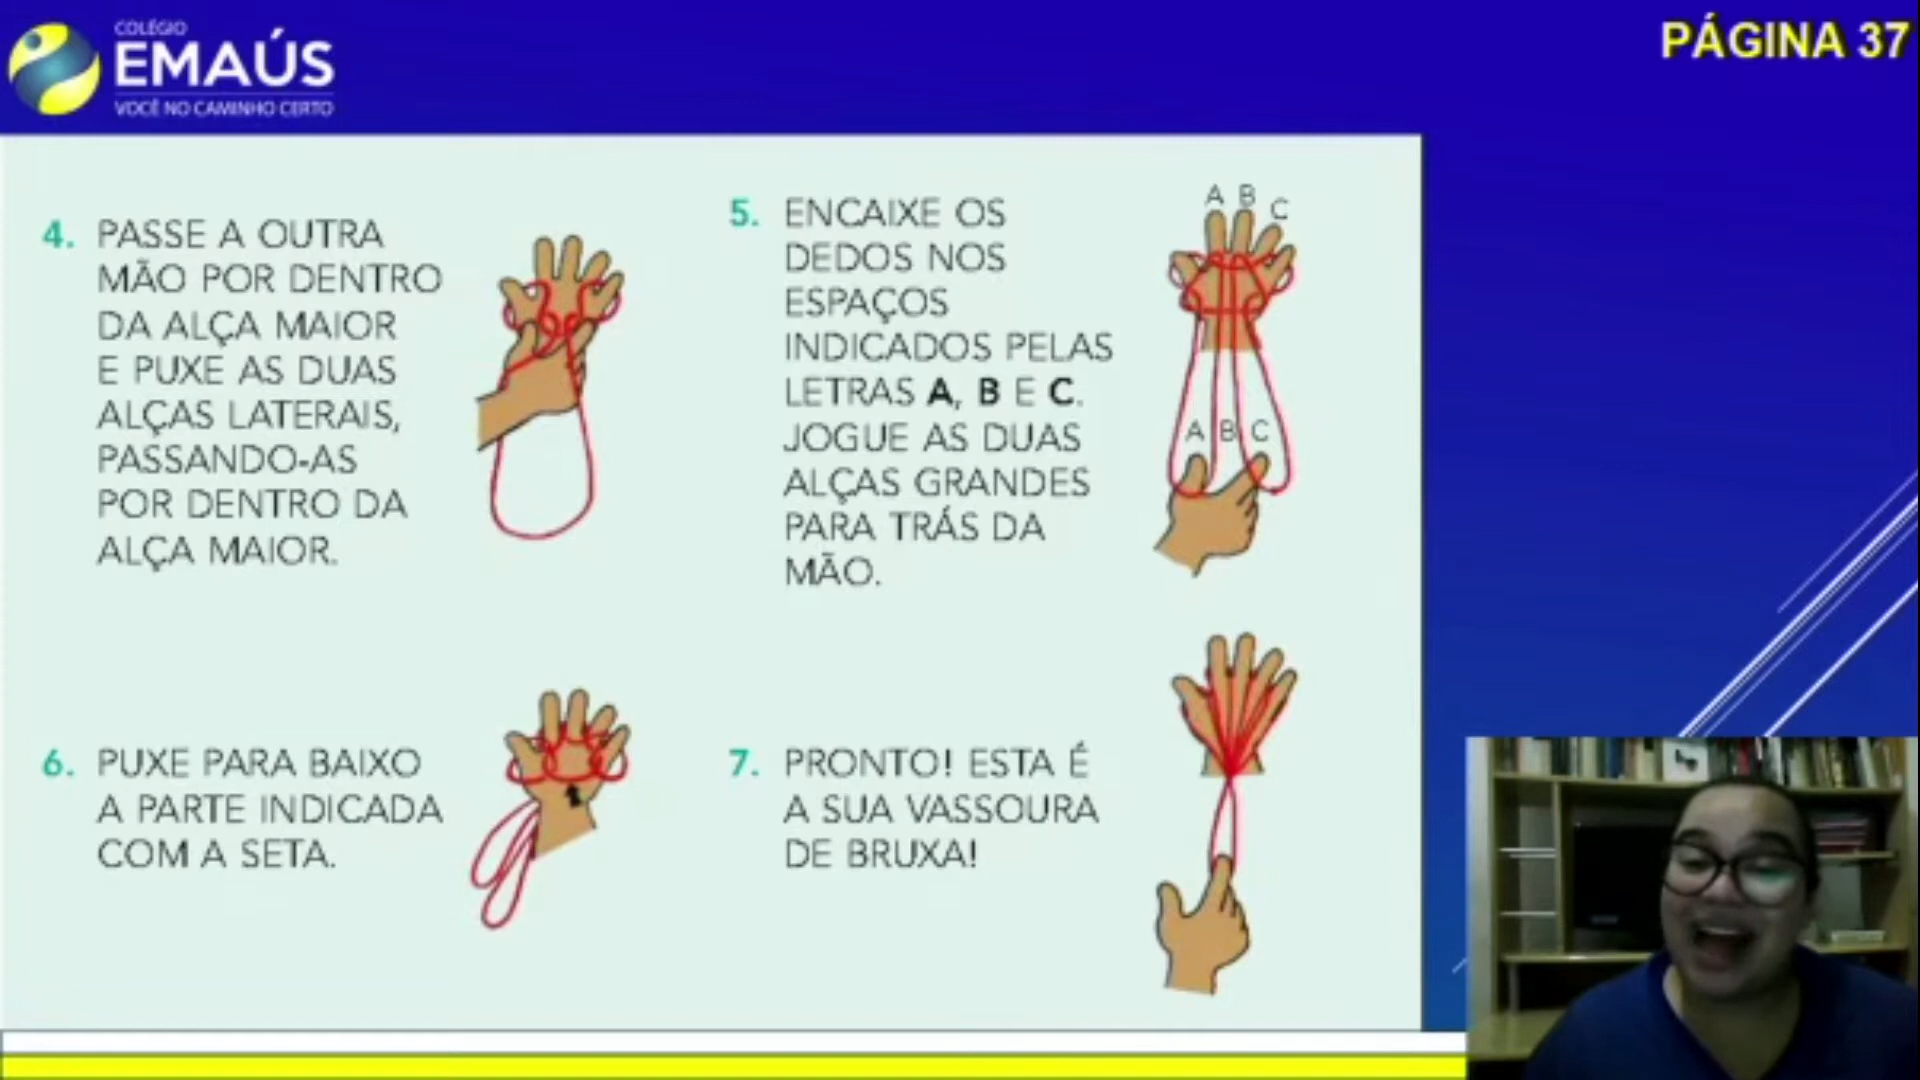 COLÉGIO
EMAÚS
VOCÊ NO CAMINHO CERTO
PÁGINA 37
4. PASSE A OUTRA
MÃO POR DENTRO
DA ALÇA MAIOR
E PUXE AS DUAS
ALÇAS LATERAIS,
PASSANDO-AS
POR DENTRO DA
ALÇA MAIOR.
5. ENCAIXE OS
DEDOS NOS
ESPAÇOS
INDICADOS PELAS
LETRAS A, B E C.
JOGUE AS DUAS
ALÇAS GRANDES
PARA TRÁS DA
MÃO.
A B C
A B C
6. PUXE PARA BAIXO
A PARTE INDICADA
COM A SETA.
7. PRONTO! ESTA É
A SUA VASSOURA
DE BRUXA!